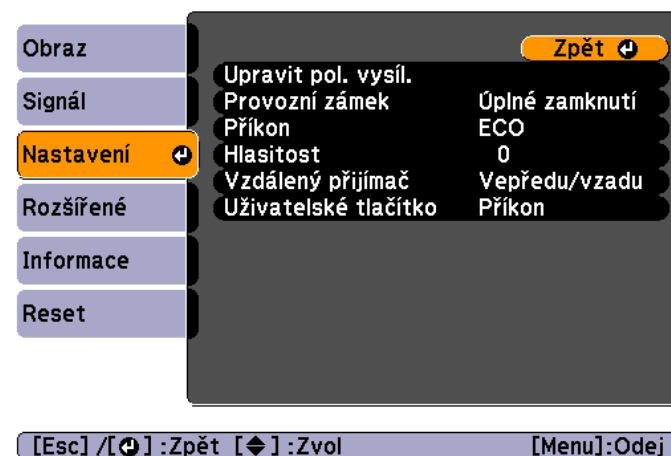 Obraz
Signál
Nastavení
Rozšířené
Informace
Reset
Zpět
Upravit pol. vysíl.
Provozní zámek Úplné zamknutí
Příkon ECO
Hlasitost 0
Vzdálený přijímač Vepředu/vzadu
Uživatelské tlačítko Příkon
[Esc] /[⏎] :Zpět [◆] :Zvol [Menu]:Odej